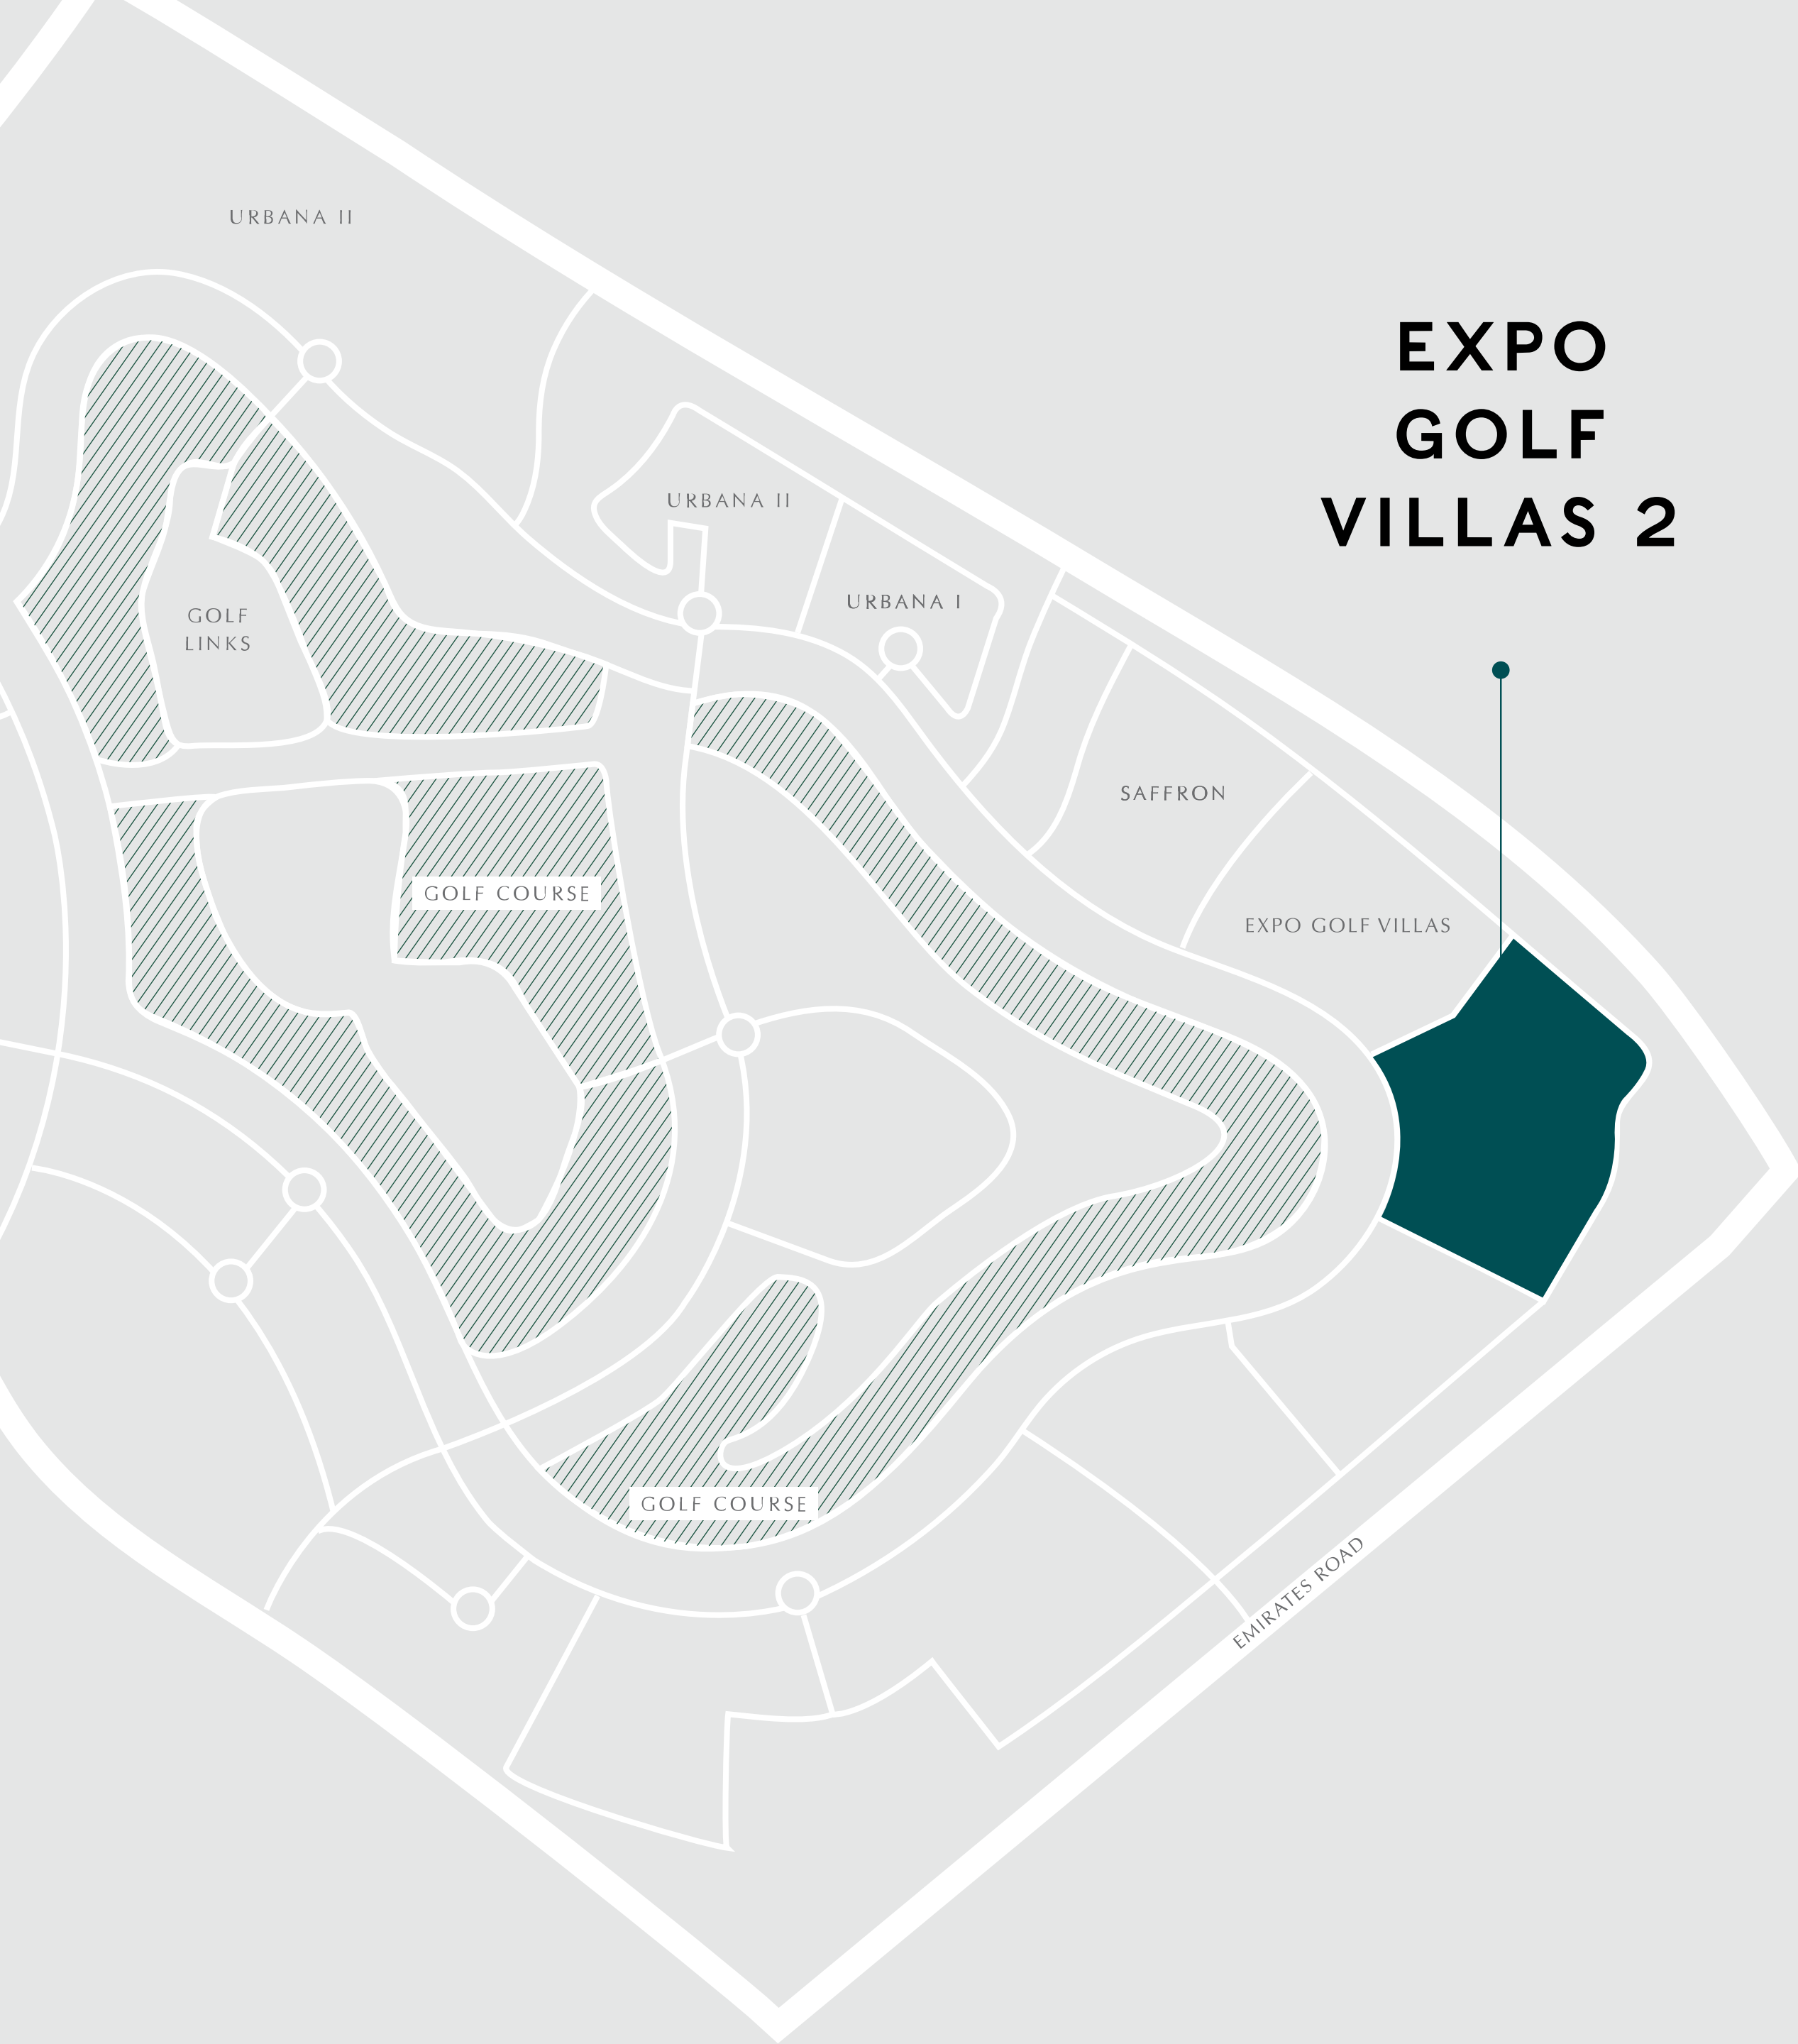 URBANA II
EXPO
GOLF
VILLAS 2
URBANA II
URBANA I
GOLF
LINKS
SAFFRON
GOLF COURSE
EXPO GOLF VILLAS
GOLF COURSE
EMIRATES ROAD